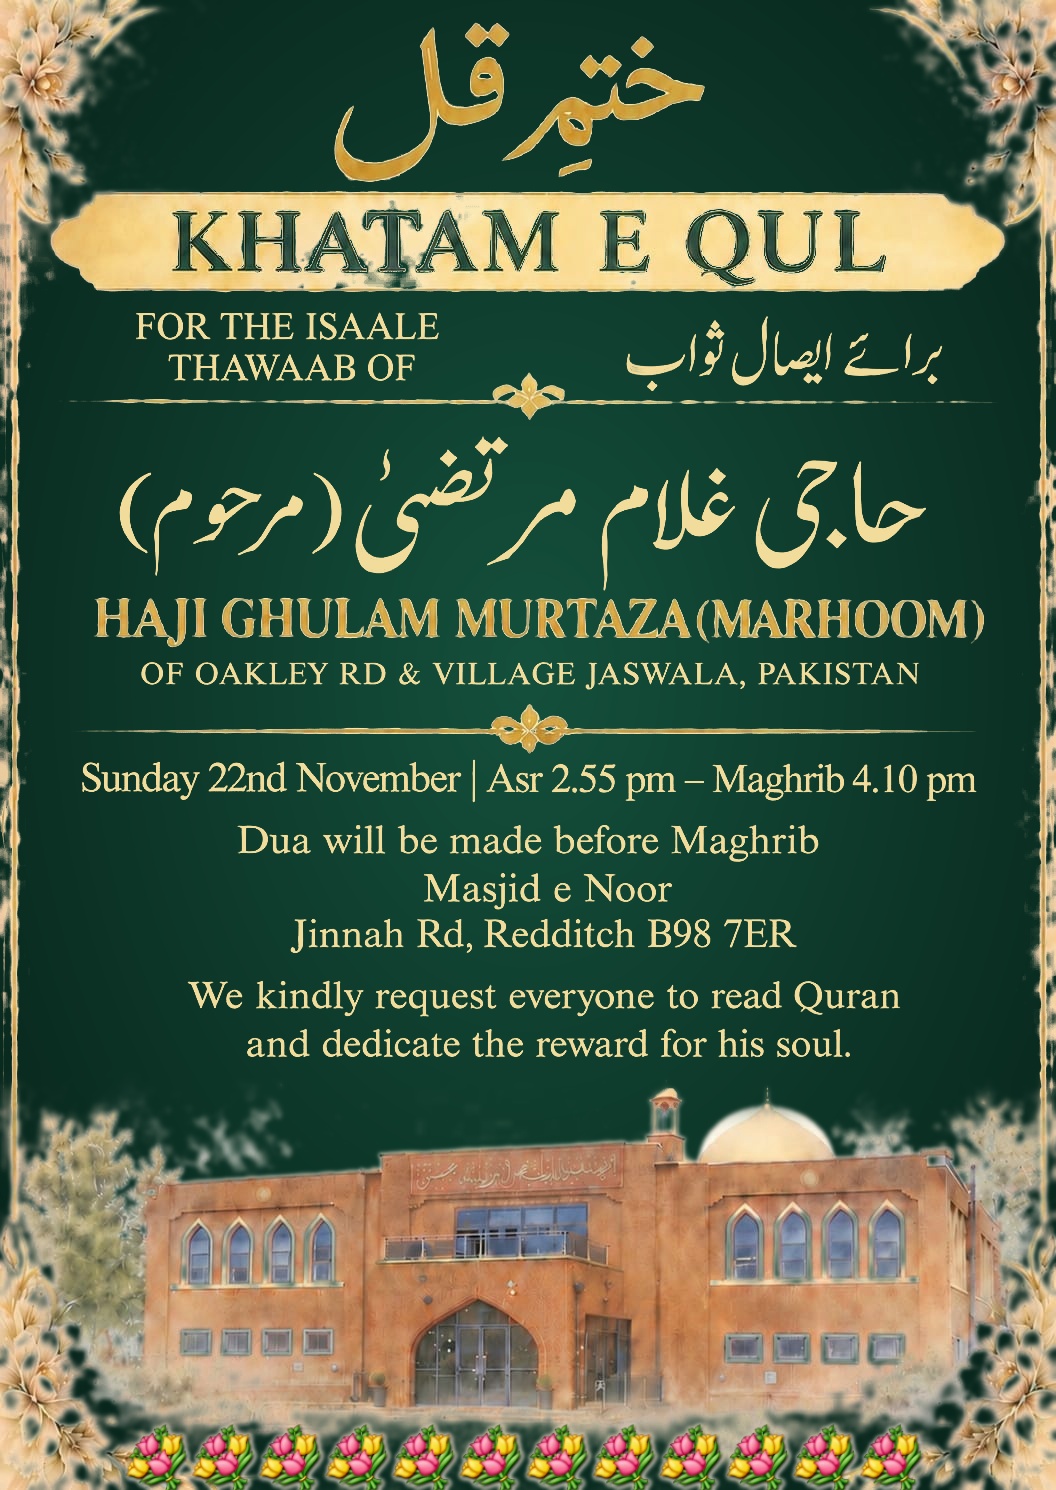 ختمِ قل
KHATAM E QUL
FOR THE ISAALE
THAWAAB OF
برائے ایصال ثواب
حاجی غلام مرتضیٰ (مرحوم)
HAJI GHULAM MURTAZA (MARHOOM)
OF OAKLEY RD & VILLAGE JASWALA, PAKISTAN
Sunday 22nd November | Asr 2.55 pm – Maghrib 4.10 pm
Dua will be made before Maghrib
Masjid e Noor
Jinnah Rd, Redditch B98 7ER
We kindly request everyone to read Quran
and dedicate the reward for his soul.